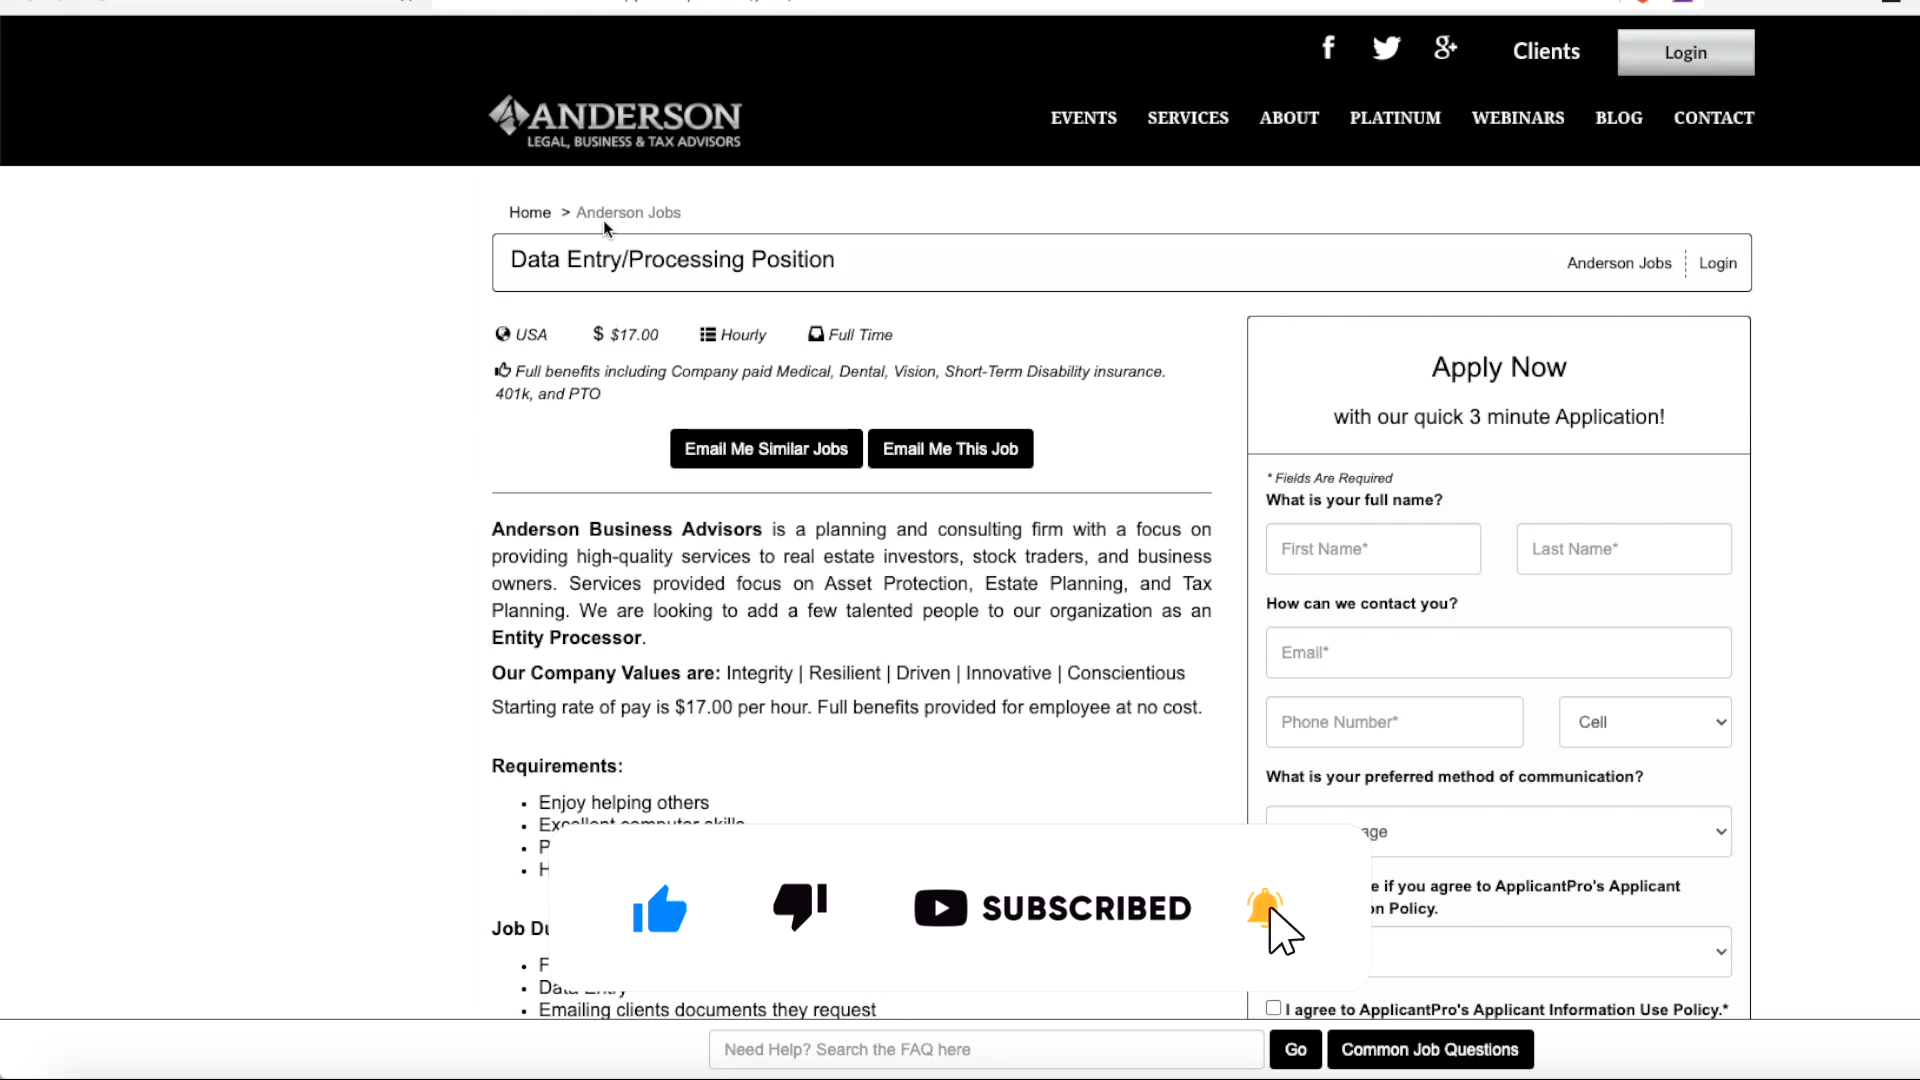 Clients
Login
ANDERSON
LEGAL, BUSINESS & TAX ADVISORS
EVENTS SERVICES ABOUT PLATINUM WEBINARS BLOG CONTACT
Home > Anderson Jobs
Data Entry/Processing Position
Anderson Jobs
Login
USA $ $17.00 Hourly Full Time
Full benefits including Company paid Medical, Dental, Vision, Short-Term Disability insurance.
401k, and PTO
Email Me Similar Jobs
Email Me This Job
Anderson Business Advisors is a planning and consulting firm with a focus on
providing high-quality services to real estate investors, stock traders, and business
owners. Services provided focus on Asset Protection, Estate Planning, and Tax
Planning. We are looking to add a few talented people to our organization as an
Entity Processor.
Our Company Values are: Integrity | Resilient | Driven | Innovative | Conscientious
Starting rate of pay is $17.00 per hour. Full benefits provided for employee at no cost.
Requirements:
• Enjoy helping others
• Excellent computer skills
Job
• Data Entry
• Emailing clients documents they request
Apply Now
with our quick 3 minute Application!
* Fields Are Required
What is your full name?
First Name*
Last Name*
How can we contact you?
Email*
Phone Number*
Cell
What is your preferred method of communication?
if you agree to ApplicantPro's Applicant
Policy.
I agree to ApplicantPro's Applicant Information Use Policy.*
SUBSCRIBED
Need Help? Search the FAQ here
Go
Common Job Questions